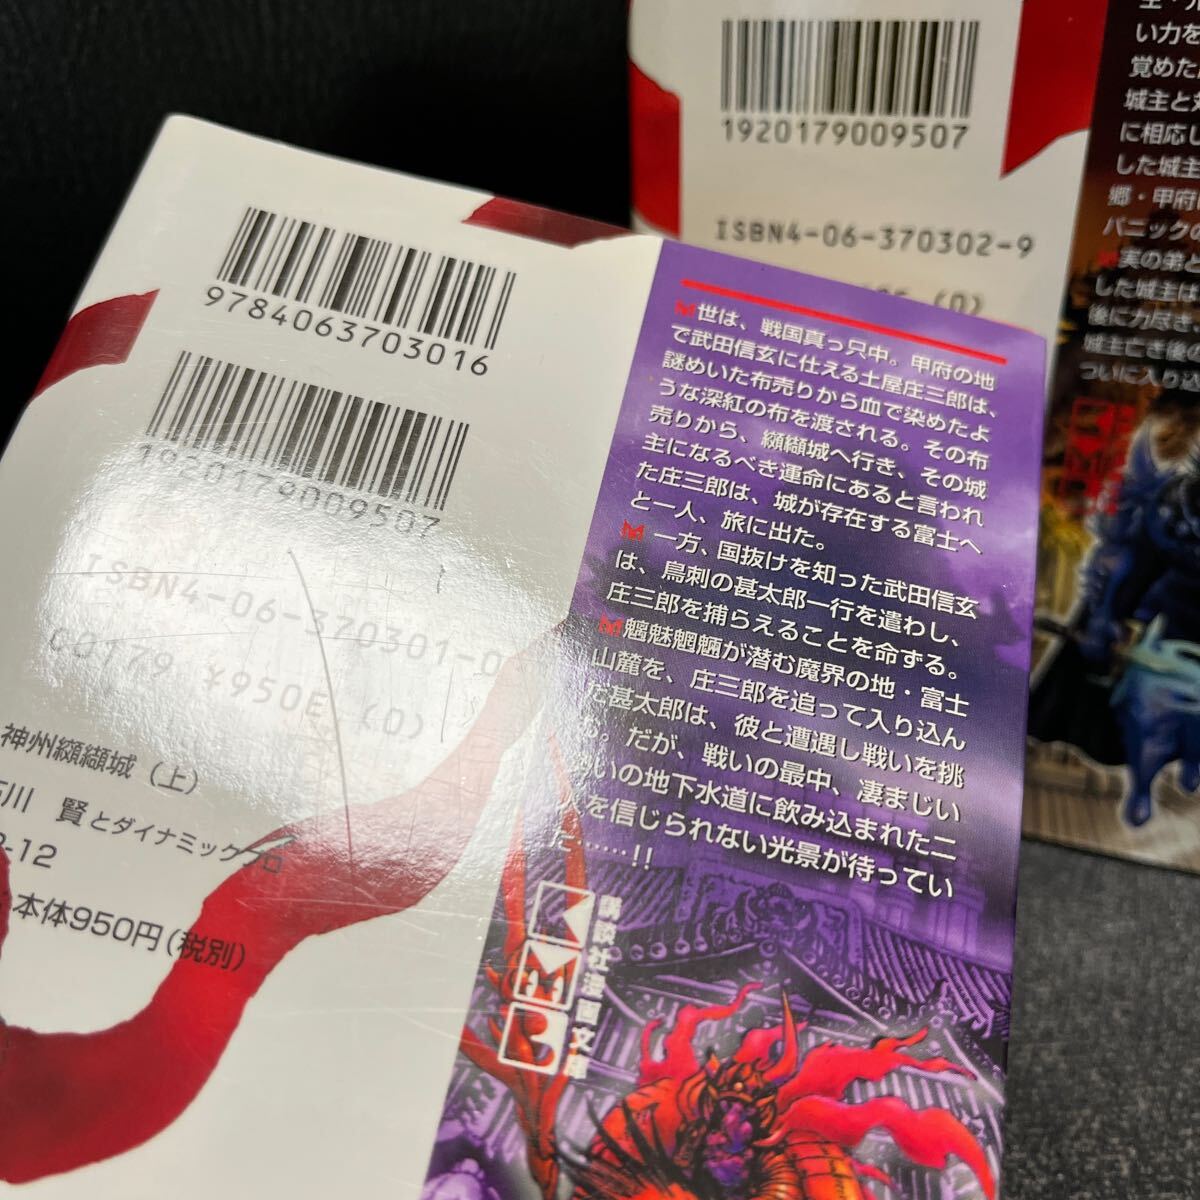 1920179009507
ISBN4-06-370302-9
い力を
覚めた
城主と
に相応し
した城主
郷・甲府
パニックの
実の弟と
した城主は
後に力尽き
城主亡き後の
ついに入り込
9784063703016
1920179009507
ISBN4-06-370301-0
C0179 ¥950E (0)
神州纐纈城（上）
石川 賢とダイナミックプロ
-12
本体950円（税別）
世は、戦国真っ只中。甲府の地
で武田信玄に仕える土屋庄三郎は、
謎めいた布売りから血で染めたよ
うな深紅の布を渡される。その布
売りから、纐纈城へ行き、その城
主になるべき運命にあると言われ
た庄三郎は、城が存在する富士へ
と一人、旅に出た。
一方、国抜けを知った武田信玄
は、鳥刺の甚太郎一行を遣わし、
庄三郎を捕らえることを命ずる。
魑魅魍魎が潜む魔界の地・富士
山麓を、庄三郎を追って入り込ん
だ甚太郎は、彼と遭遇し戦いを挑
む。だが、戦いの最中、凄まじい
いの地下水道に飲み込まれた二
人を信じられない光景が待ってい
た……!!
KMB
講談社漫画文庫